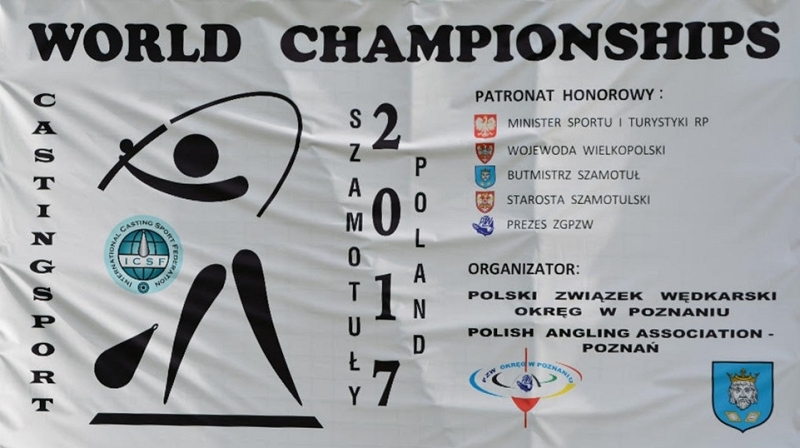 WORLD CHAMPIONSHIPS
CASTINGSPORT
INTERNATIONAL CASTING SPORT FEDERATION
ICSF
SZAMOTUŁY
2017
POLAND
PATRONAT HONOROWY :
MINISTER SPORTU I TURYSTYKI RP
WOJEWODA WIELKOPOLSKI
BUTMISTRZ SZAMOTUŁ
STAROSTA SZAMOTULSKI
PREZES ZGPZW
ORGANIZATOR:
POLSKI ZWIĄZEK WĘDKARSKI
OKRĘG W POZNANIU
POLISH ANGLING ASSOCIATION -
POZNAŃ
PZW OKRĘG W POZNANIU